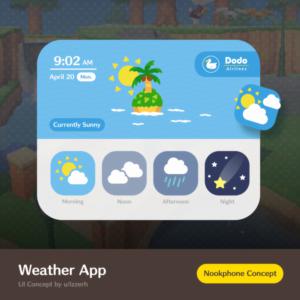 9:02 AM
April 20 Mon.
Dodo
Airlines
Currently Sunny
Morning
Noon
Afternoon
Night
Weather App
UI Concept by u/izzerh
Nookphone Concept